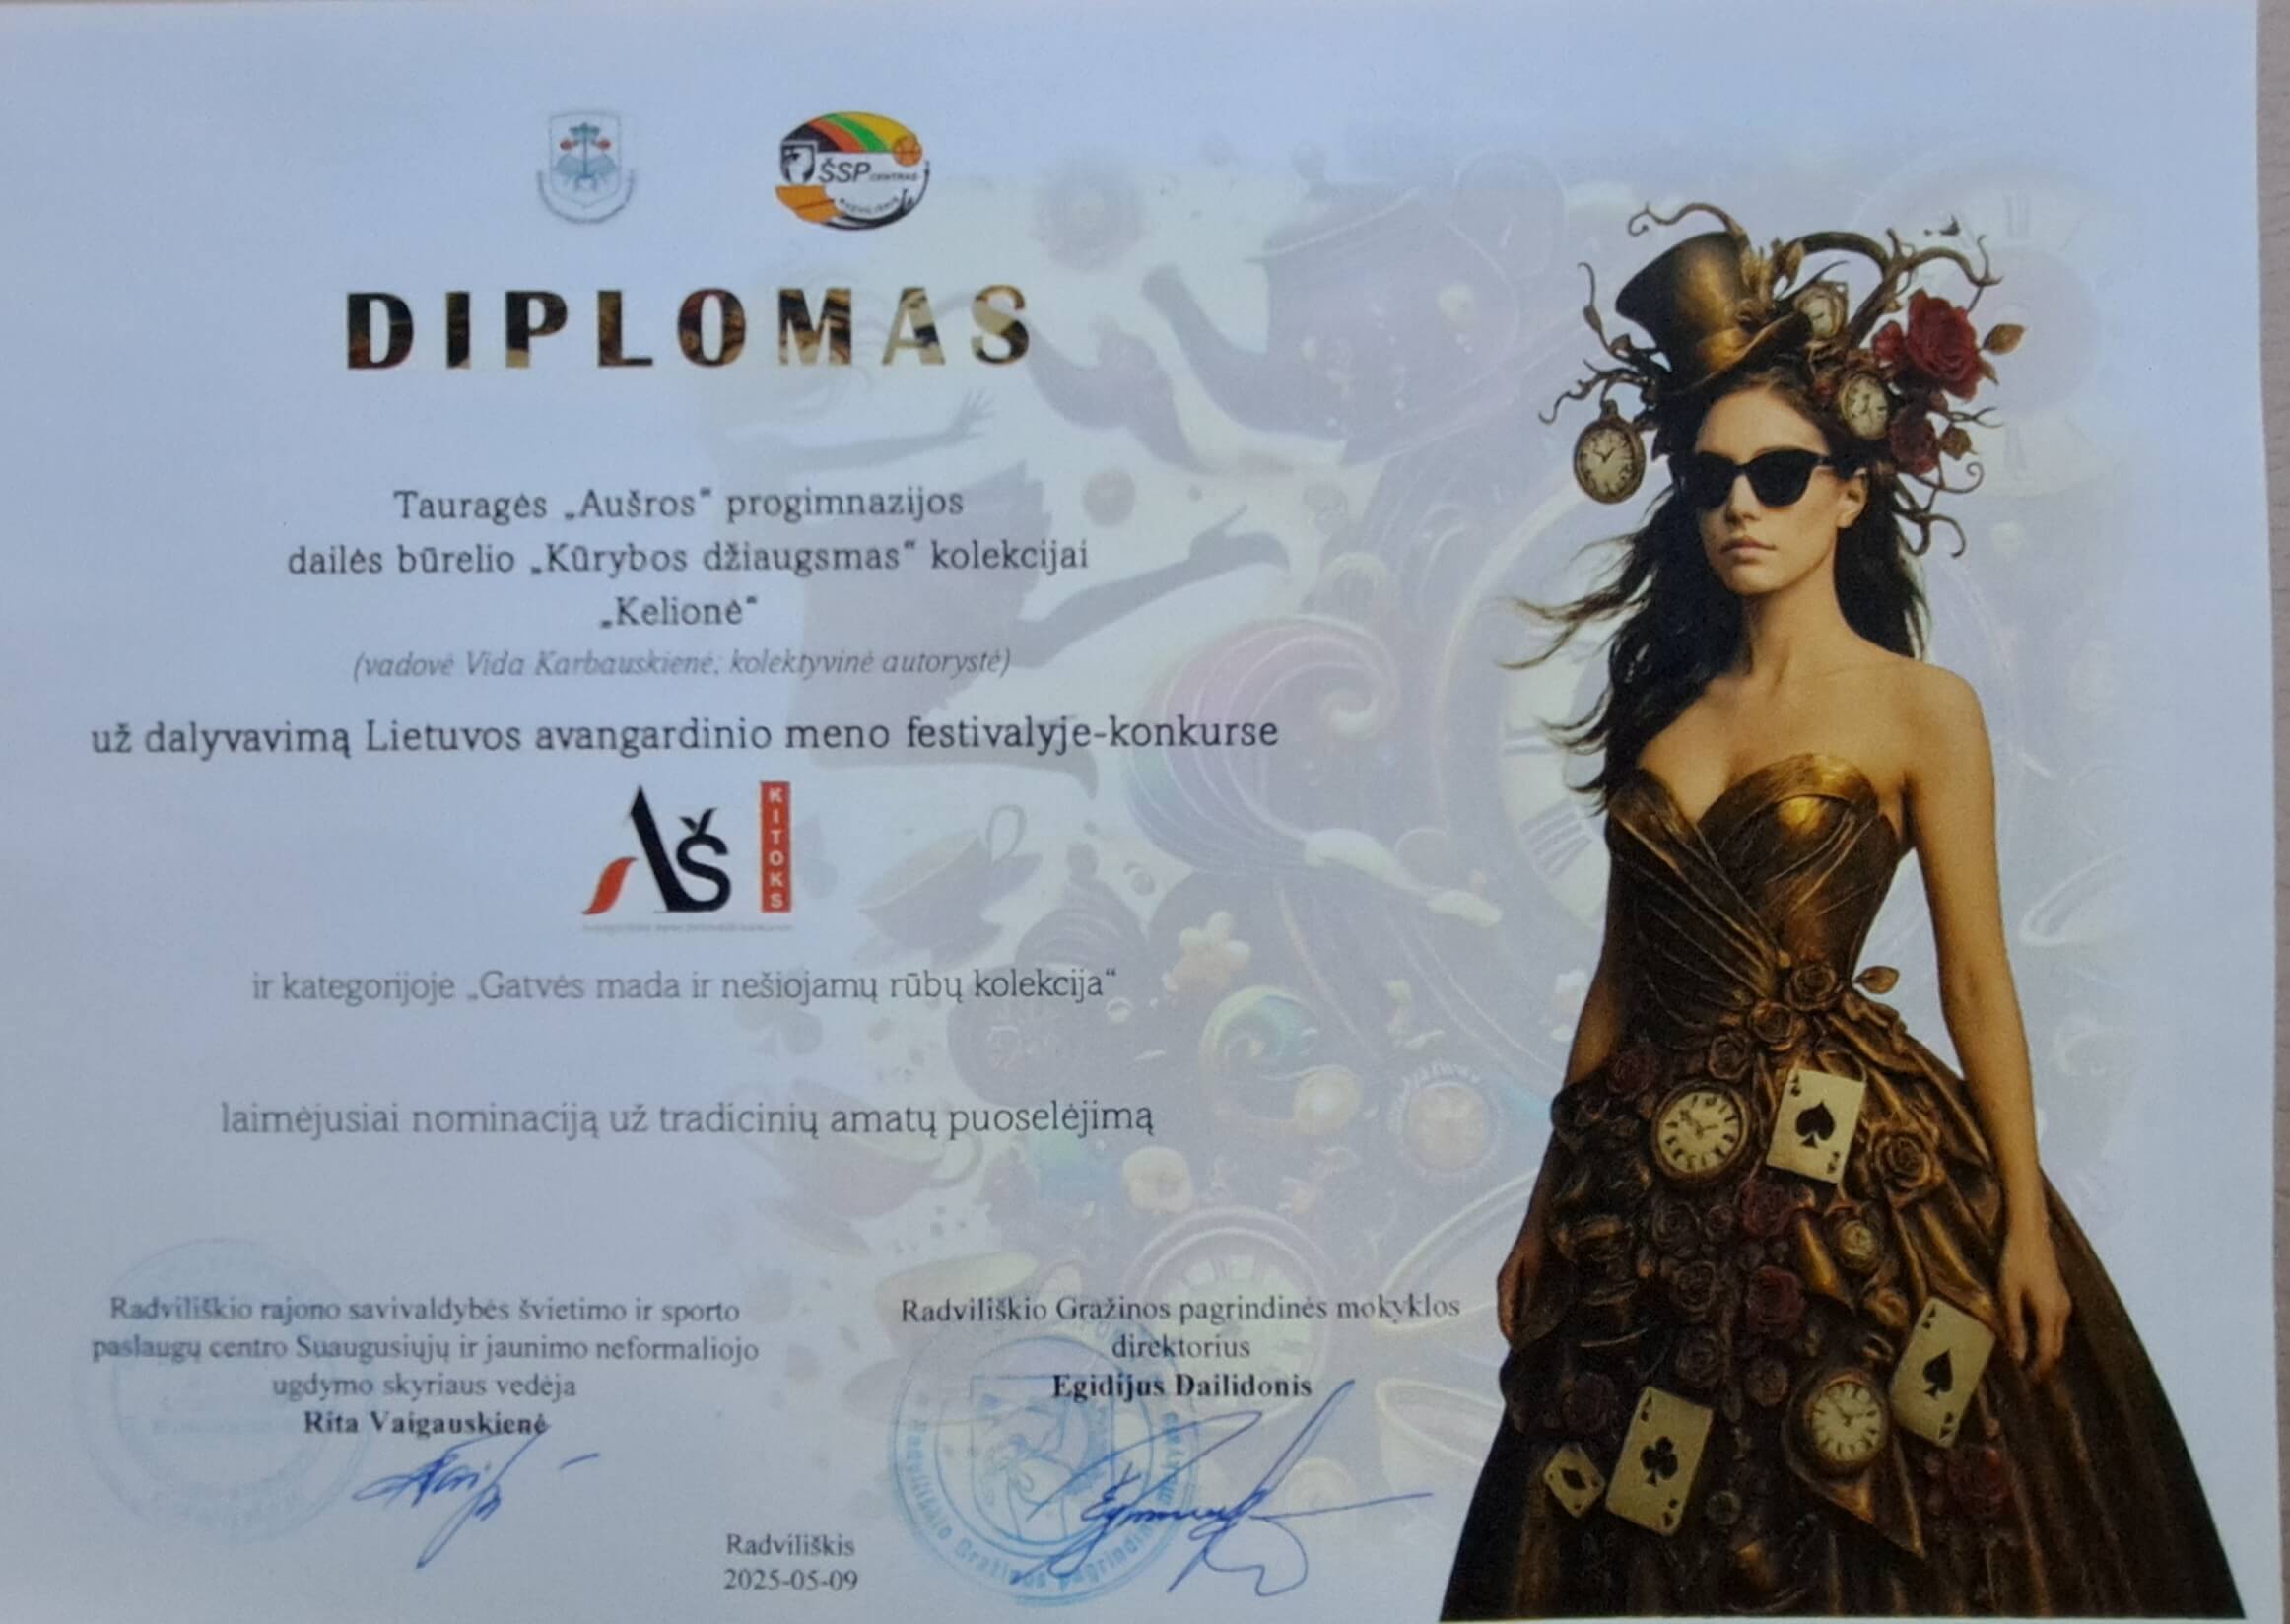 ŠSP CENTRAS
RADVILIŠKIS
DIPLOMAS
Tauragės „Aušros“ progimnazijos
dailės būrelio „Kūrybos džiaugsmas“ kolekcijai
„Kelionė“
(vadovė Vida Karbauskienė; kolektyvinė autorystė)
už dalyvavimą Lietuvos avangardinio meno festivalyje-konkurse
AŠ KITOKS
ir kategorijoje „Gatvės mada ir nešiojamų rūbų kolekcija“
laimėjusiai nominaciją už tradicinių amatų puoselėjimą
Radviliškio rajono savivaldybės švietimo ir sporto
paslaugų centro Suaugusiųjų ir jaunimo neformaliojo
ugdymo skyriaus vedėja
Rita Vaigauskienė
Radviliškio Gražinos pagrindinės mokyklos
direktorius
Egidijus Dailidonis
Radviliškis
2025-05-09